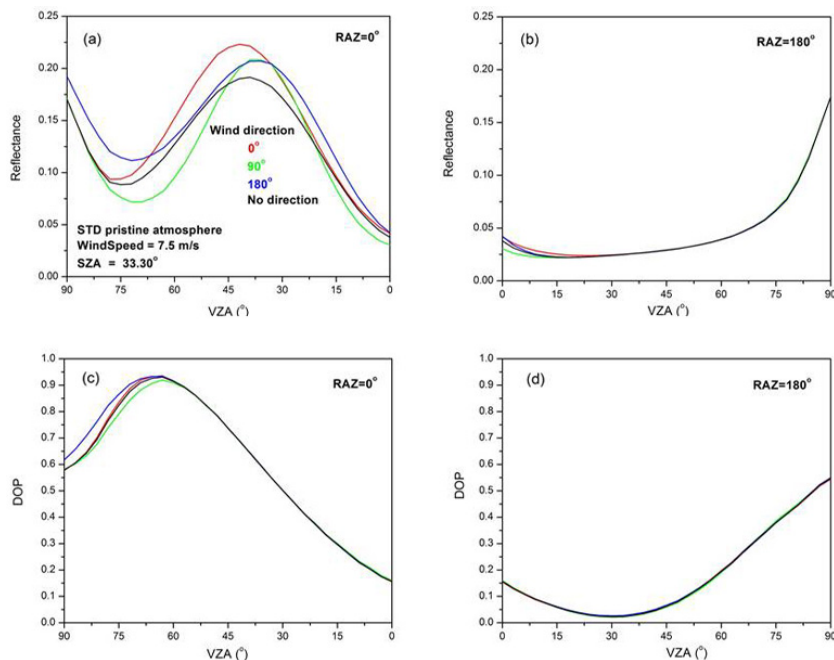 (a)
RAZ=0°
0.25
0.20
0.15
0.10
0.05
0.00
Reflectance
Wind direction
0°
90°
180°
No direction
STD pristine atmosphere
WindSpeed = 7.5 m/s
SZA = 33.30°
90 75 60 45 30 15 0
VZA (°)
(b)
RAZ=180°
0.25
0.20
0.15
0.10
0.05
0.00
Reflectance
0 15 30 45 60 75 90
VZA (°)
(c)
RAZ=0°
1.0
0.9
0.8
0.7
0.6
0.5
0.4
0.3
0.2
0.1
0.0
DOP
90 75 60 45 30 15 0
VZA (°)
(d)
RAZ=180°
1.0
0.9
0.8
0.7
0.6
0.5
0.4
0.3
0.2
0.1
0.0
DOP
0 15 30 45 60 75 90
VZA (°)